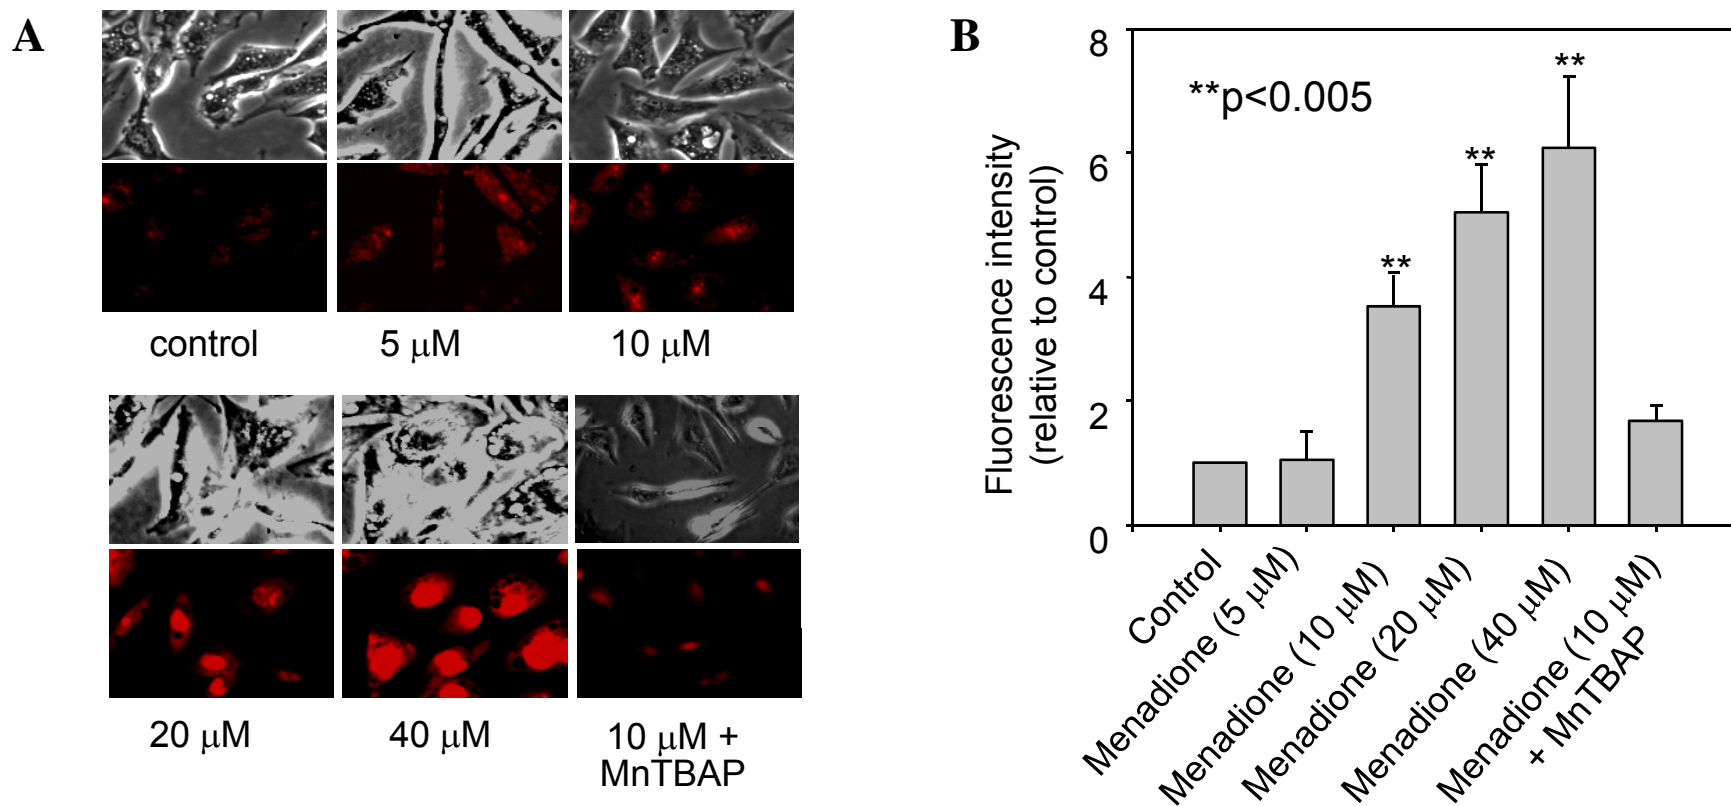 A
control
5 μM
10 μM
20 μM
40 μM
10 μM +
MnTBAP
B
8
6
4
2
0
**p<0.005
**
**
**
Fluorescence intensity
(relative to control)
Control
Menadione (5 μM)
Menadione (10 μM)
Menadione (20 μM)
Menadione (40 μM)
Menadione (10 μM)
+ MnTBAP